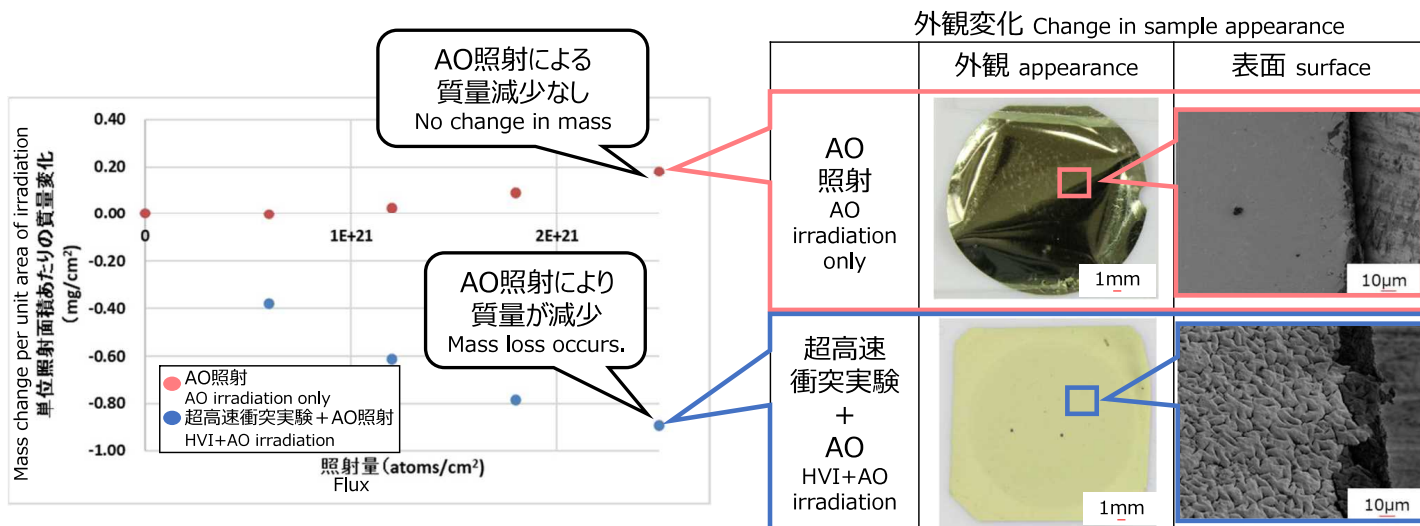 外観変化 Change in sample appearance
外観 appearance
表面 surface
AO照射による
質量減少なし
No change in mass
Mass change per unit area of irradiation
単位照射面積あたりの質量変化
(mg/cm²)
0.40
0.20
0.00
-0.20
-0.40
-0.60
-0.80
-1.00
0
1E+21
2E+21
AO照射により
質量が減少
Mass loss occurs.
AO照射
AO irradiation only
超高速衝突実験+AO照射
HVI+AO irradiation
照射量(atoms/cm²)
Flux
AO
照射
AO
irradiation
only
1mm
10μm
超高速
衝突実験
+
AO
HVI+AO
irradiation
1mm
10μm